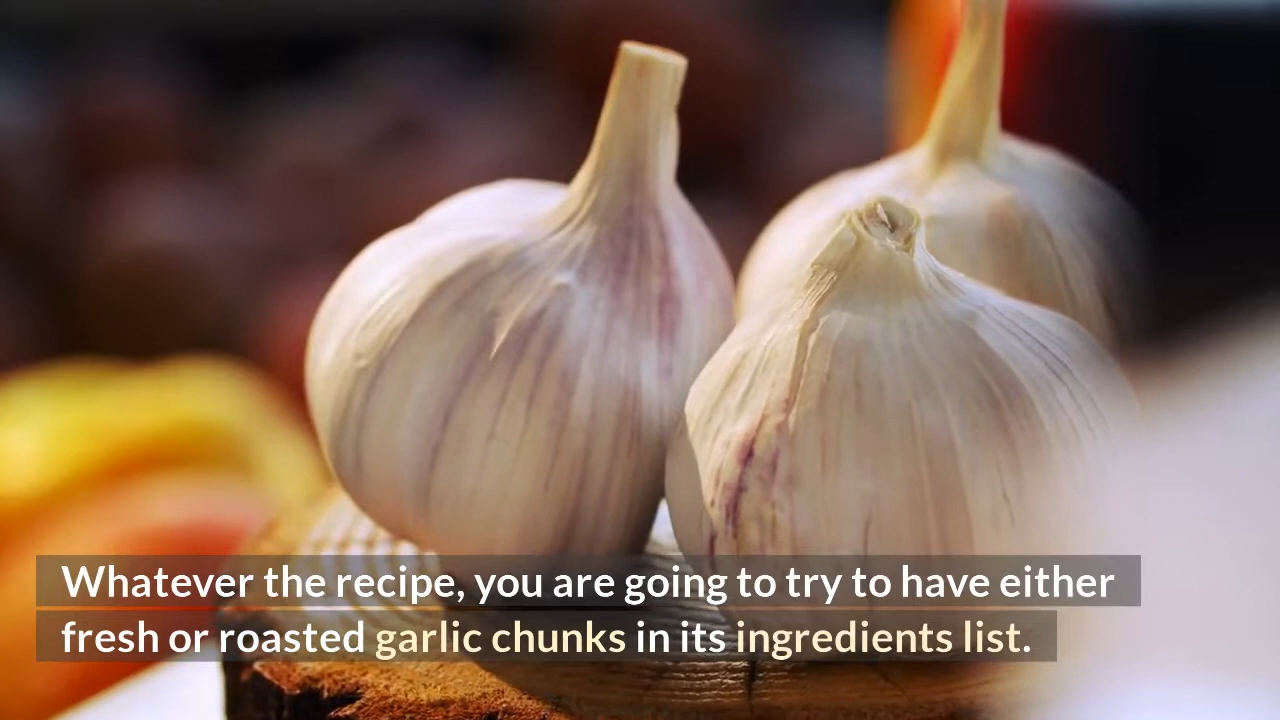 Whatever the recipe, you are going to try to have either
fresh or roasted garlic chunks in its ingredients list.